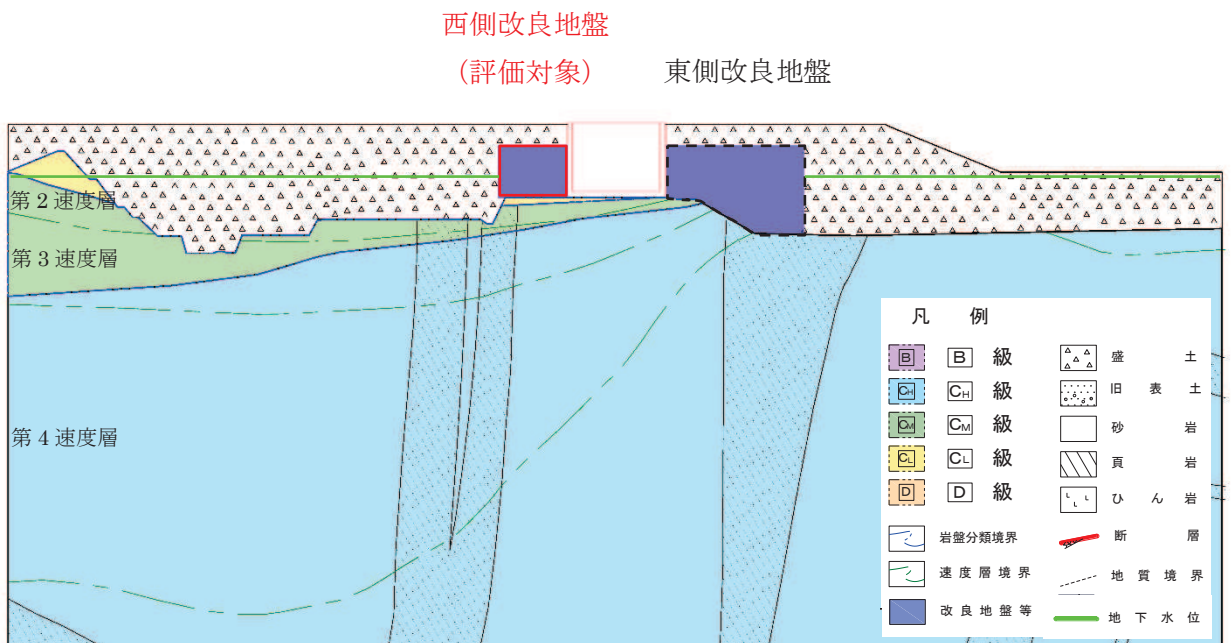 西側改良地盤
（評価対象）
東側改良地盤
第2速度層
第3速度層
第4速度層
凡 例
B B 級
CH CH 級
CM CM 級
CL CL 級
D D 級
岩盤分類境界
速度層境界
改良地盤等
盛 土
旧 表 土
砂 岩
頁 岩
ひ ん 岩
断 層
地 質 境 界
地 下 水 位